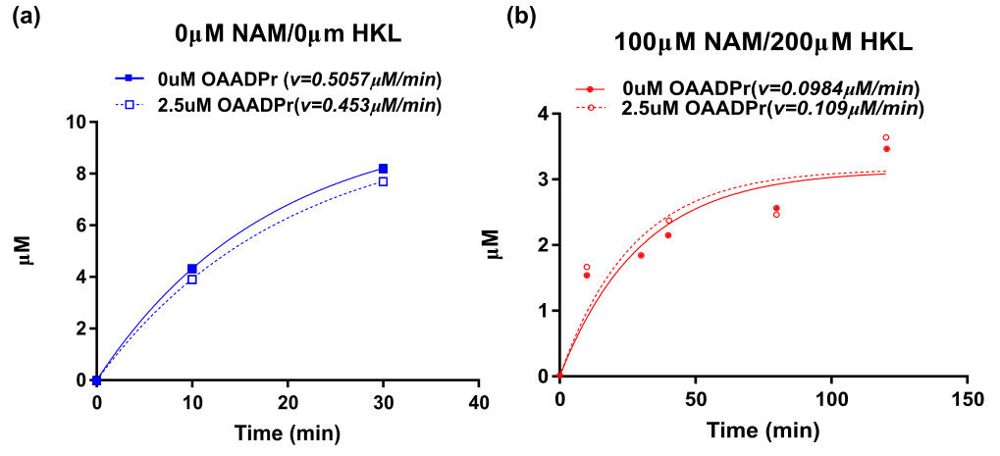 (a)
0μM NAM/0μm HKL
0uM OAADPr (v=0.5057μM/min)
2.5uM OAADPr(v=0.453μM/min)
10
8
6
4
2
0
μM
0
10
20
30
40
Time (min)
(b)
100μM NAM/200μM HKL
0uM OAADPr(v=0.0984μM/min)
2.5uM OAADPr(v=0.109μM/min)
4
3
2
1
0
μM
0
50
100
150
Time (min)